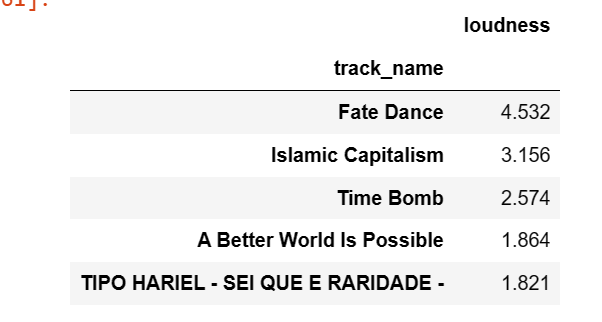 loudness
track_name
Fate Dance 4.532
Islamic Capitalism 3.156
Time Bomb 2.574
A Better World Is Possible 1.864
TIPO HARIEL - SEI QUE E RARIDADE - 1.821